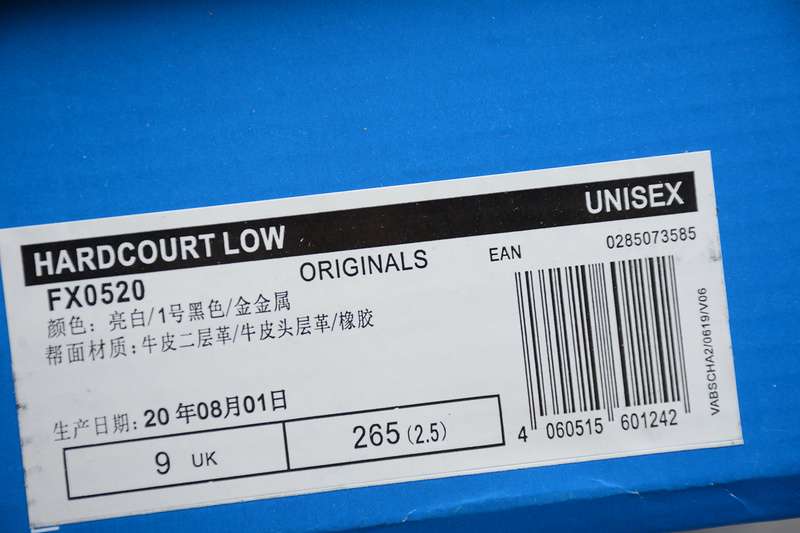 HARDCOURT LOW UNISEX
FX0520 ORIGINALS EAN 0285073585
颜色: 亮白/1号黑色/金金属
帮面材质: 牛皮二层革/牛皮头层革/橡胶
生产日期: 20 年08月01日
9 UK 265 (2.5)
4 060515 601242
VABSCHA2/0619/V06